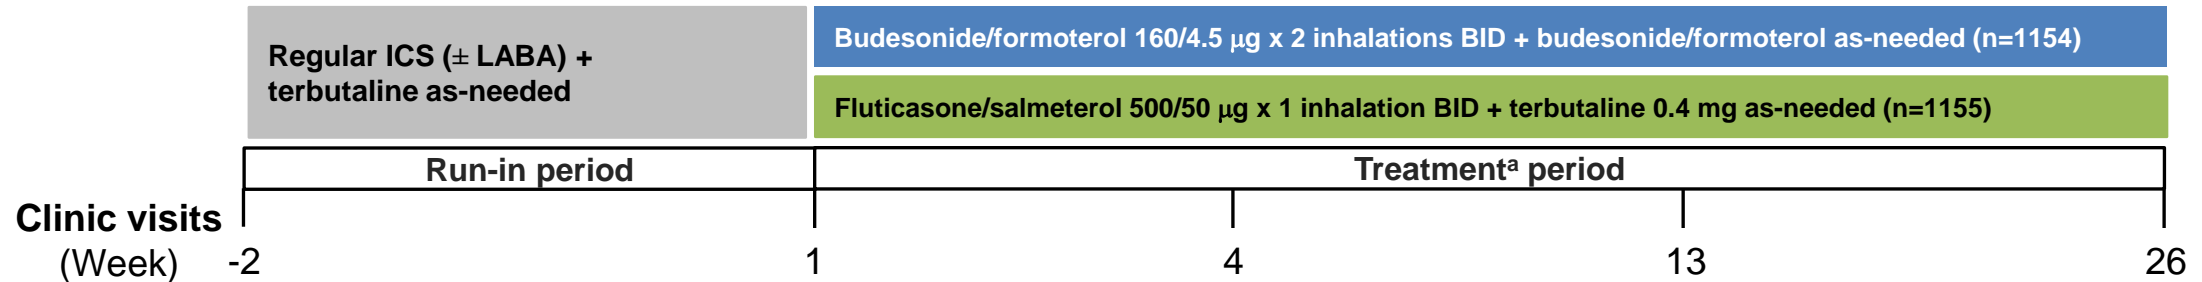 Regular ICS (± LABA) +
terbutaline as-needed
Budesonide/formoterol 160/4.5 µg x 2 inhalations BID + budesonide/formoterol as-needed (n=1154)
Fluticasone/salmeterol 500/50 µg x 1 inhalation BID + terbutaline 0.4 mg as-needed (n=1155)
Run-in period
Treatmentᵃ period
Clinic visits
(Week)
-2
1
4
13
26